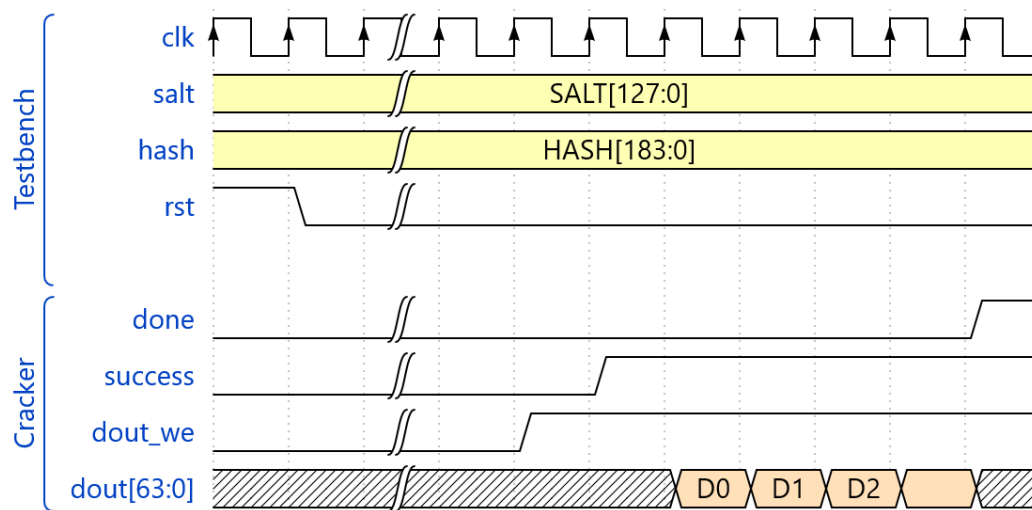 Testbench
clk
salt SALT[127:0]
hash HASH[183:0]
rst
Cracker
done
success
dout_we
dout[63:0] D0 D1 D2